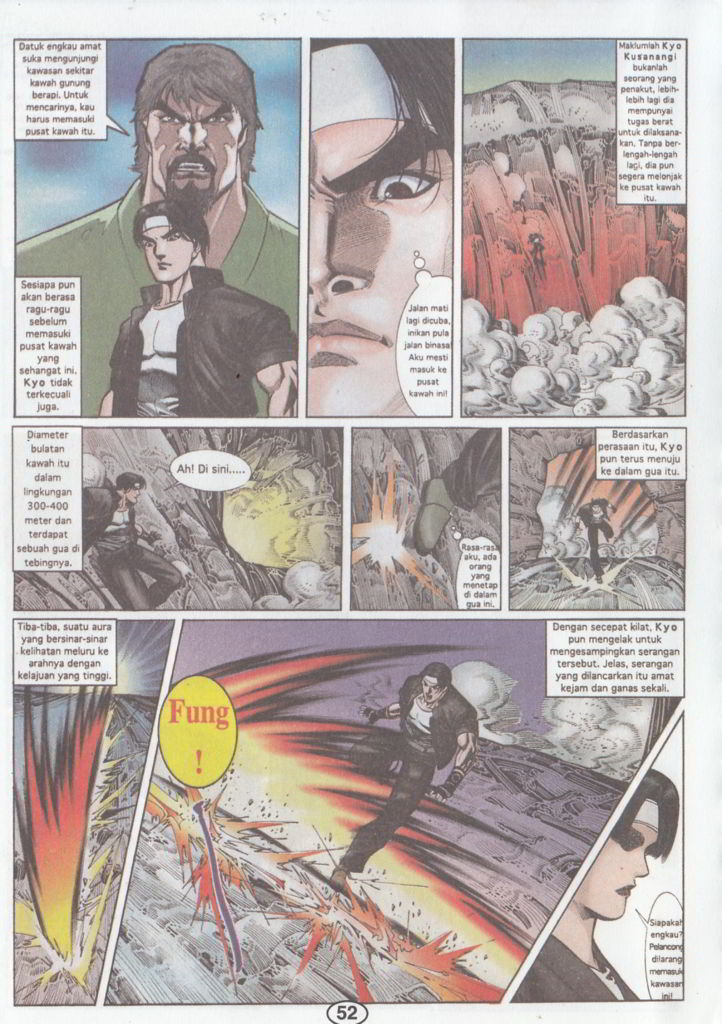 Datuk engkau amat
suka mengunjungi
kawasan sekitar
kawah gunung
berapi. Untuk
mencarinya, kau
harus memasuki
pusat kawah itu.
Sesiapa pun
akan berasa
ragu-ragu
sebelum
memasuki
pusat kawah
yang
sehangat ini.
Kyo tidak
terkecuali
juga.
Jalan mati
lagi dicuba,
inikan pula
jalan binasa!
Aku mesti
masuk ke
pusat
kawah ini!
Maklumlah Kyo
Kusanangi
bukanlah
seorang yang
penakut, lebih-
lebih lagi dia
mempunyai
tugas berat
untuk dilaksana-
kan. Tanpa ber-
lengah-lengah
lagi, dia pun
segera melonjak
ke pusat kawah
itu.
Diameter
bulatan
kawah itu
dalam
lingkungan
300-400
meter dan
terdapat
sebuah gua di
tebingnya.
Ah! Di sini.....
Rasa-rasa
aku, ada
orang
yang
menetap
di dalam
gua ini.
Berdasarkan
perasaan itu, Kyo
pun terus menuju
ke dalam gua itu.
Tiba-tiba, suatu aura
yang bersinar-sinar
kelihatan meluru ke
arahnya dengan
kelajuan yang tinggi.
Fung
!
Dengan secepat kilat, Kyo
pun mengelak untuk
mengesampingkan serangan
tersebut. Jelas, serangan
yang dilancarkan itu amat
kejam dan ganas sekali.
Siapakah
engkau?
Pelancong
dilarang
memasuki
kawasan
ini!
52